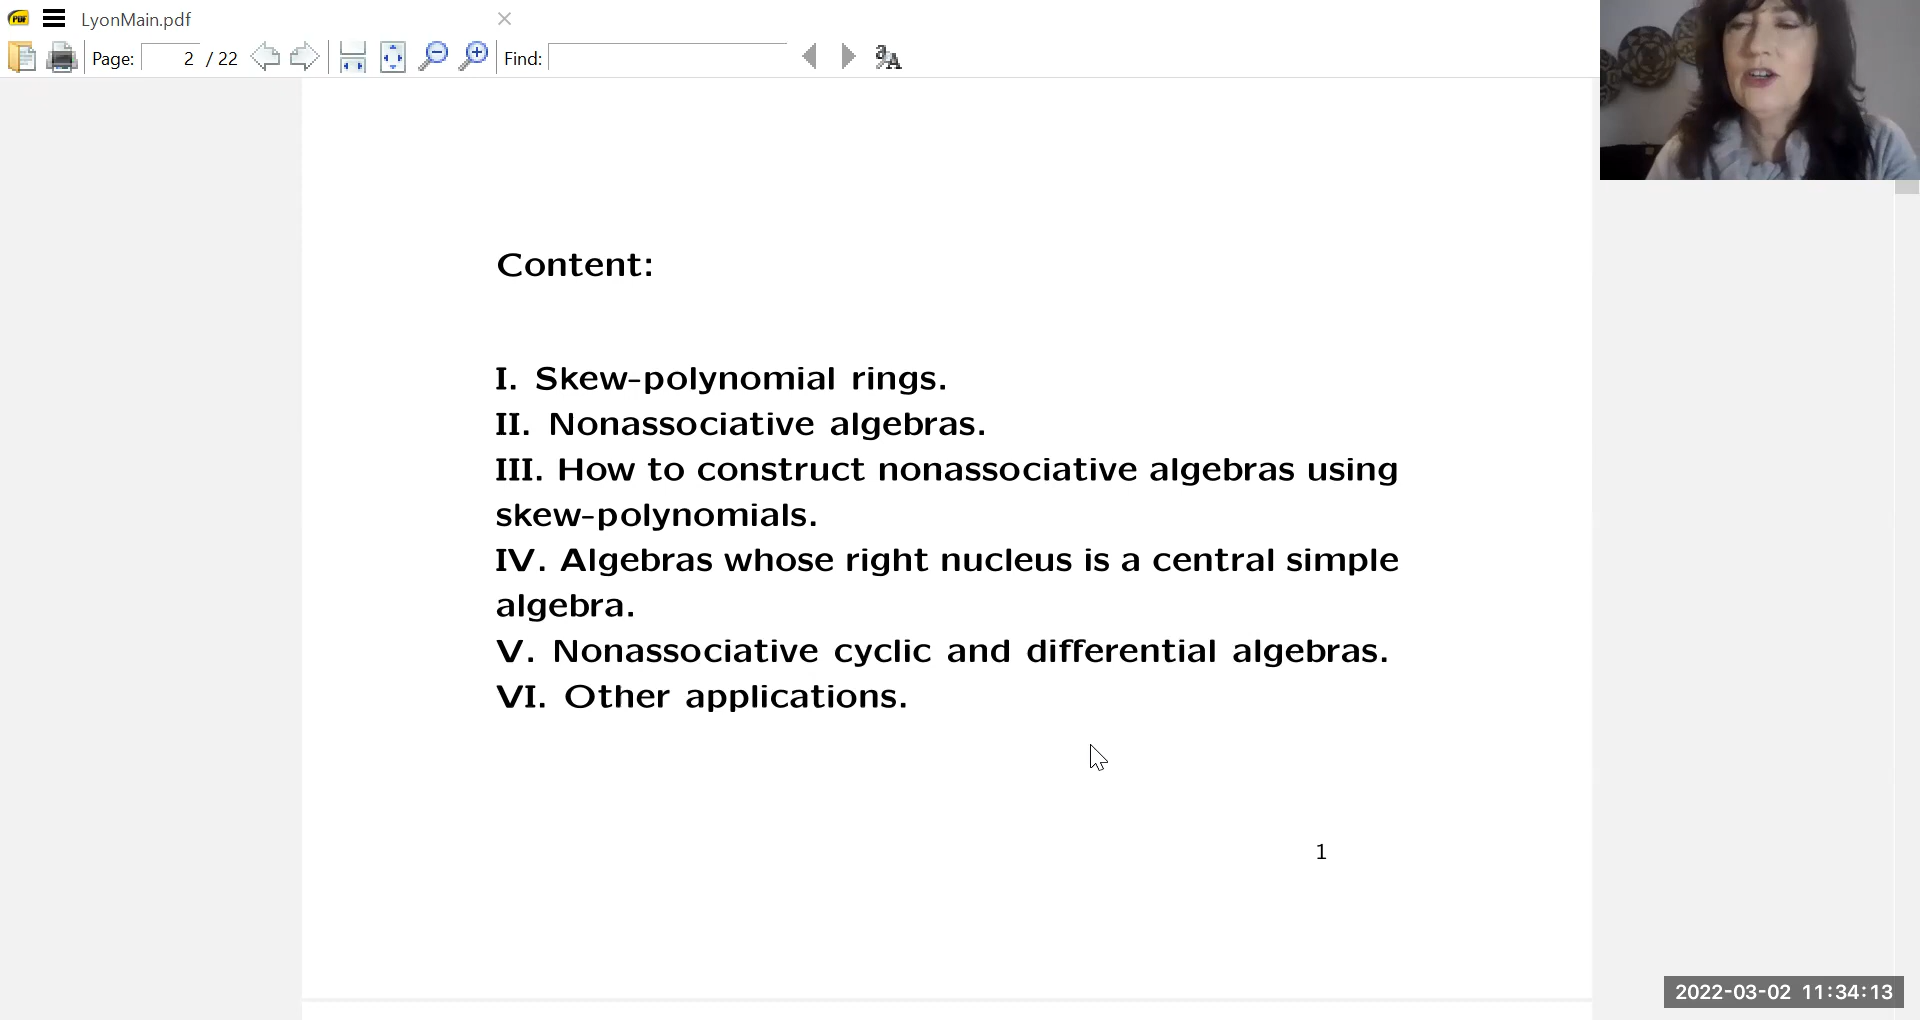 LyonMain.pdf
Page: 2 / 22 Find:
Content:
I. Skew-polynomial rings.
II. Nonassociative algebras.
III. How to construct nonassociative algebras using
skew-polynomials.
IV. Algebras whose right nucleus is a central simple
algebra.
V. Nonassociative cyclic and differential algebras.
VI. Other applications.
1
2022-03-02 11:34:13